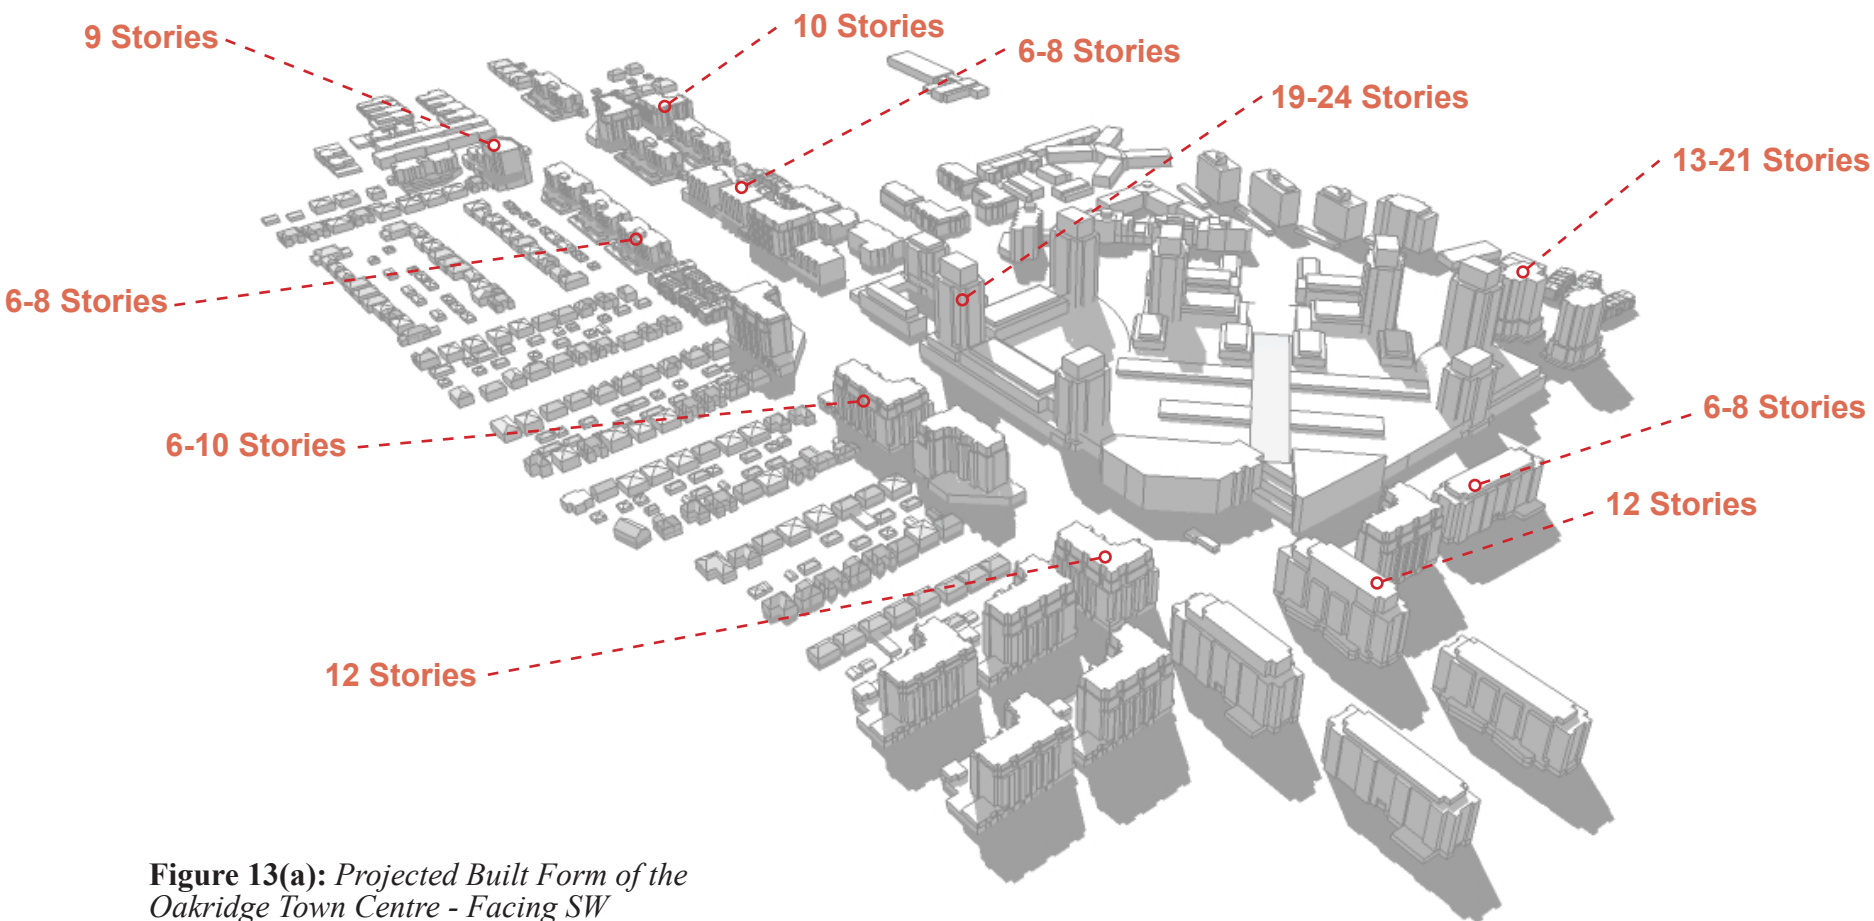 9 Stories
10 Stories
6-8 Stories
19-24 Stories
13-21 Stories
6-8 Stories
6-8 Stories
6-10 Stories
12 Stories
12 Stories
Figure 13(a): Projected Built Form of the
Oakridge Town Centre - Facing SW